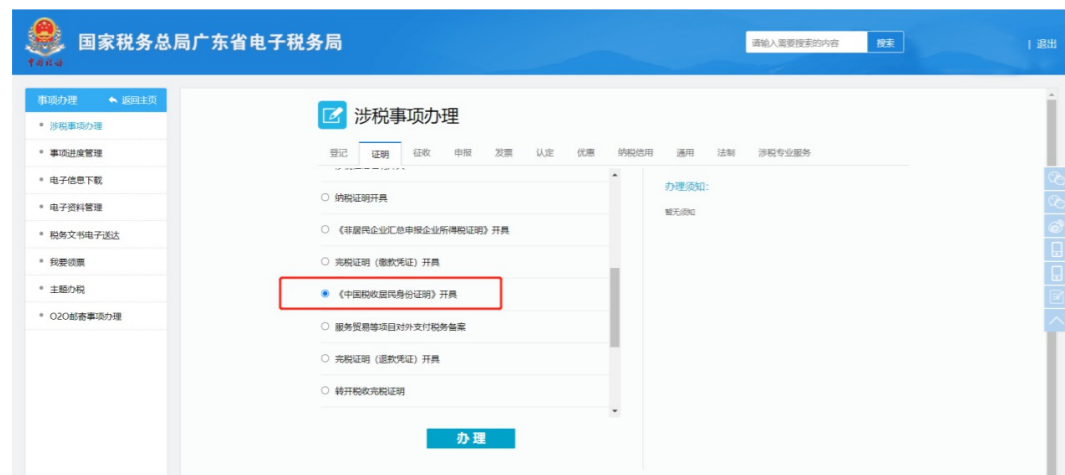 国家税务总局广东省电子税务局
中国税务
请输入需要搜索的内容
搜索
| 退出
事项办理
返回主页
涉税事项办理
事项进度管理
电子信息下载
电子资料管理
税务文书电子送达
我要领票
主题办税
O2O邮寄事项办理
涉税事项办理
登记 证明 征收 申报 发票 认定 优惠 纳税信用 通用 法制 涉税专业服务
纳税证明开具
《非居民企业汇总申报企业所得税证明》开具
完税证明（缴款凭证）开具
《中国税收居民身份证明》开具
服务贸易等项目对外支付税务备案
完税证明（退款凭证）开具
转开税收完税证明
办理
办理须知:
暂无须知